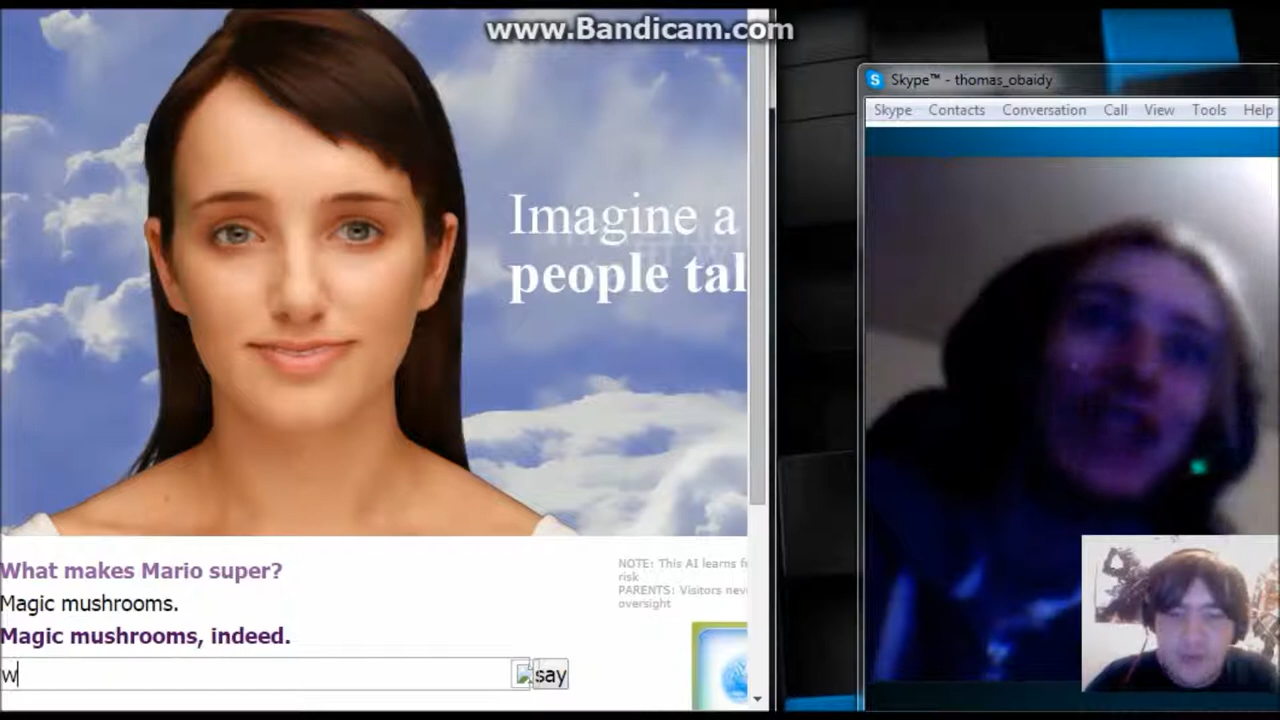 www.Bandicam.com
Imagine a
people tal
Skype™ - thomas_obaidy
Skype Contacts Conversation Call View Tools Help
What makes Mario super?
Magic mushrooms.
Magic mushrooms, indeed.
w
say
NOTE: This AI learns f
risk
PARENTS: Visitors nev
oversight